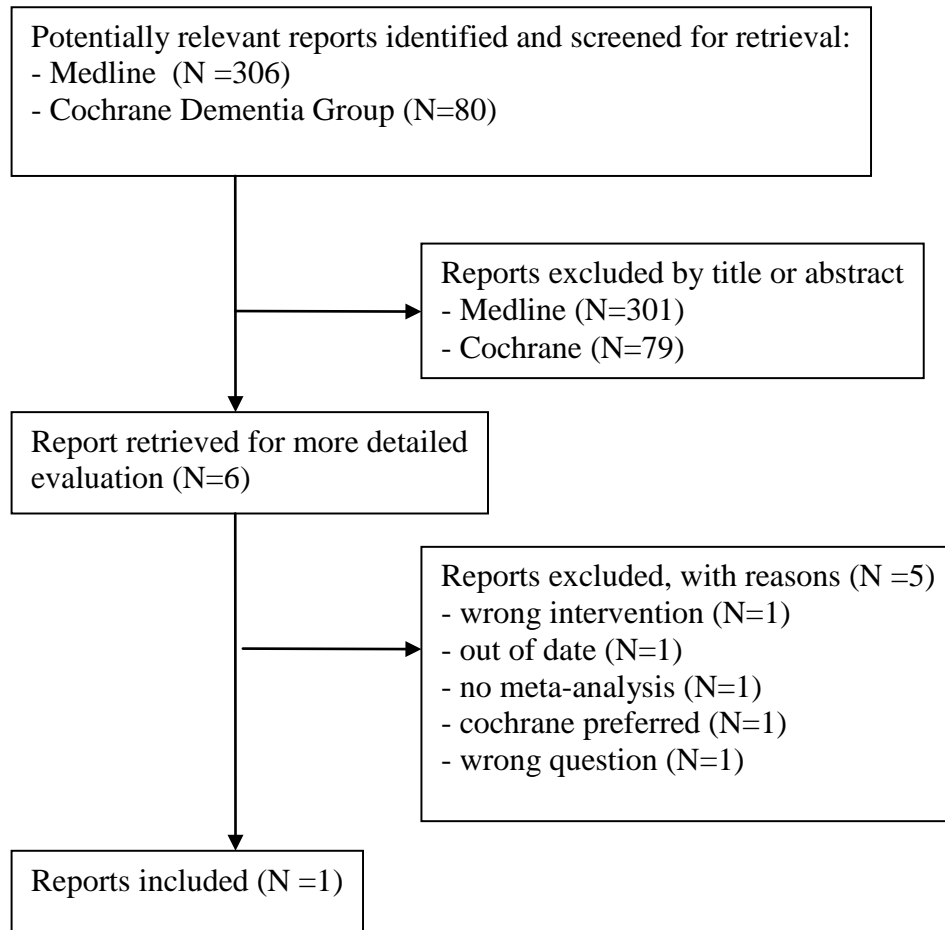 Potentially relevant reports identified and screened for retrieval:
- Medline  (N =306)
- Cochrane Dementia Group (N=80)
Reports excluded by title or abstract
- Medline (N=301)
- Cochrane (N=79)
Report retrieved for more detailed
evaluation (N=6)
Reports excluded, with reasons (N =5)
- wrong intervention (N=1)
- out of date (N=1)
- no meta-analysis (N=1)
- cochrane preferred (N=1)
- wrong question (N=1)
Reports included (N =1)